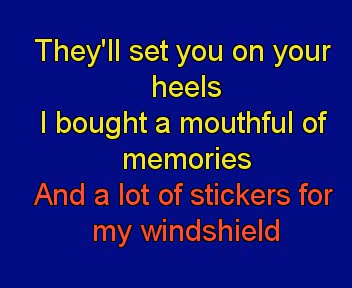 They'll set you on your
heels
I bought a mouthful of
memories
And a lot of stickers for
my windshield